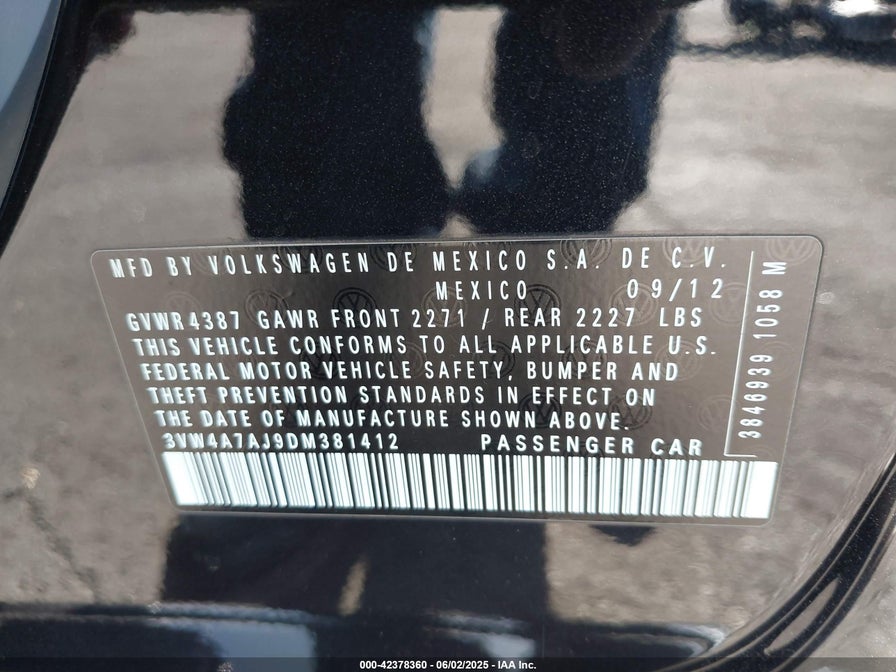 MFD BY VOLKSWAGEN DE MEXICO S.A. DE C.V.
MEXICO 09/12
GVWR 4387 GAWR FRONT 2271 / REAR 2227 LBS
THIS VEHICLE CONFORMS TO ALL APPLICABLE U.S.
FEDERAL MOTOR VEHICLE SAFETY, BUMPER AND
THEFT PREVENTION STANDARDS IN EFFECT ON
THE DATE OF MANUFACTURE SHOWN ABOVE.
3VW4A7AJ9DM381412 PASSENGER CAR
3846939 1058 M
000-42378360 - 06/02/2025 - IAA Inc.